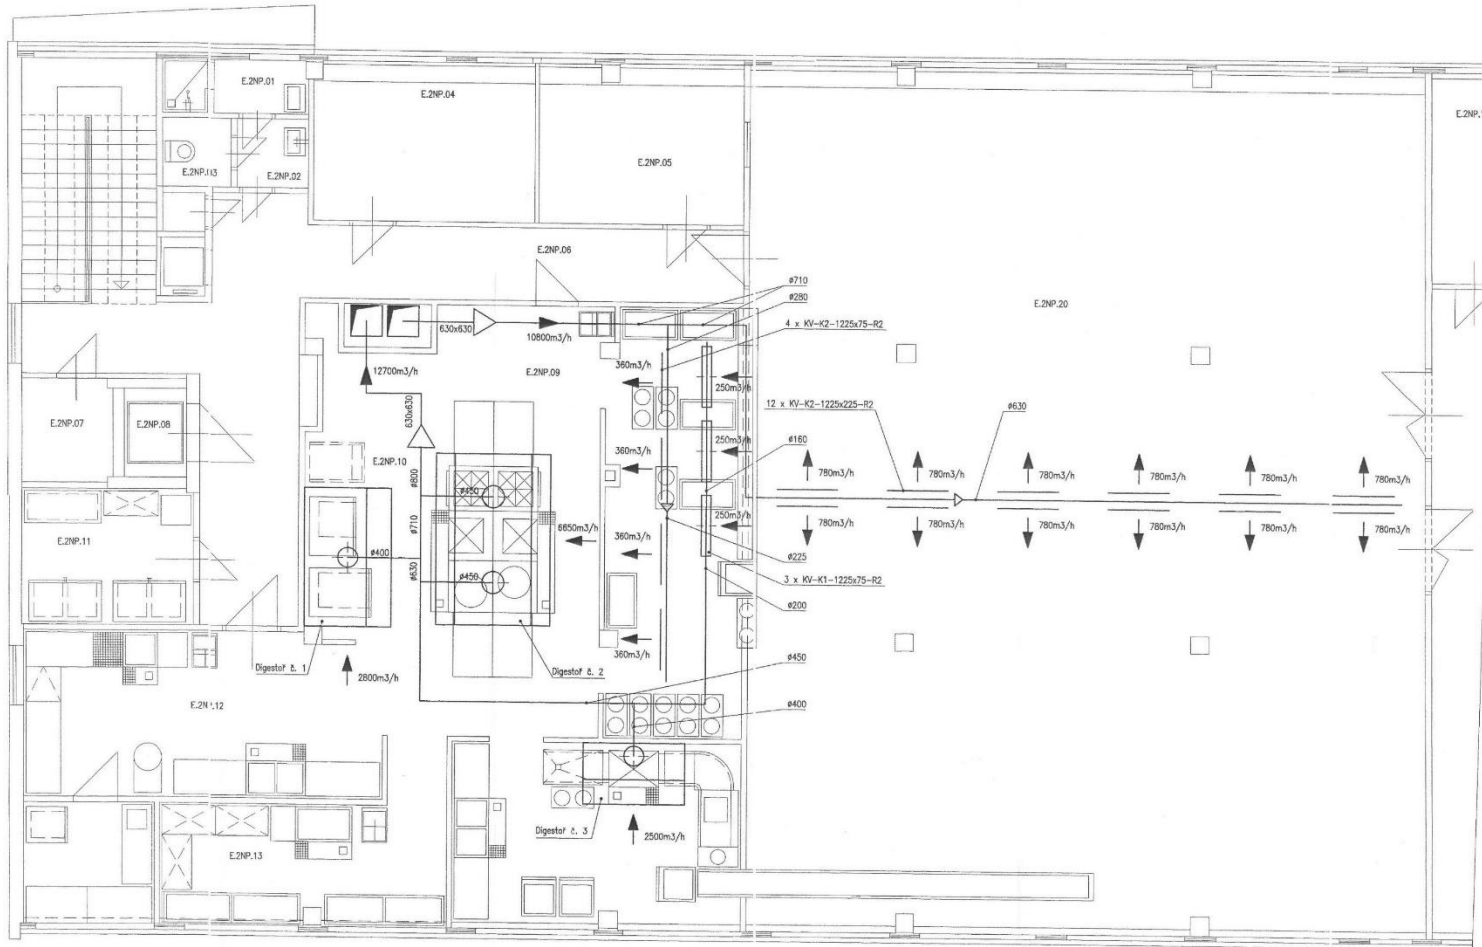 E.2NP.01
E.2NP.04
E.2NP.05
E.2NP.02
E.2NP.06
E.2NP.20
ø710
ø280
630x630
10800m3/h
4 x KV-K2-1225x75-R2
E.2NP.09
12700m3/h
360m3/h
250m3/h
630x630
12 x KV-K2-1225x225-R2
ø630
E.2NP.07
E.2NP.08
E.2NP.10
360m3/h
250m3/h
ø160
780m3/h
780m3/h
780m3/h
780m3/h
780m3/h
780m3/h
ø800
ø450
250m3/h
ø710
6650m3/h
780m3/h
780m3/h
780m3/h
780m3/h
780m3/h
780m3/h
E.2NP.11
ø400
360m3/h
ø225
ø630
ø450
3 x KV-K1-1225x75-R2
ø200
360m3/h
Digestoř č. 1
Digestoř č. 2
ø450
2800m3/h
ø400
Digestoř č. 3
2500m3/h
E.2NP.13